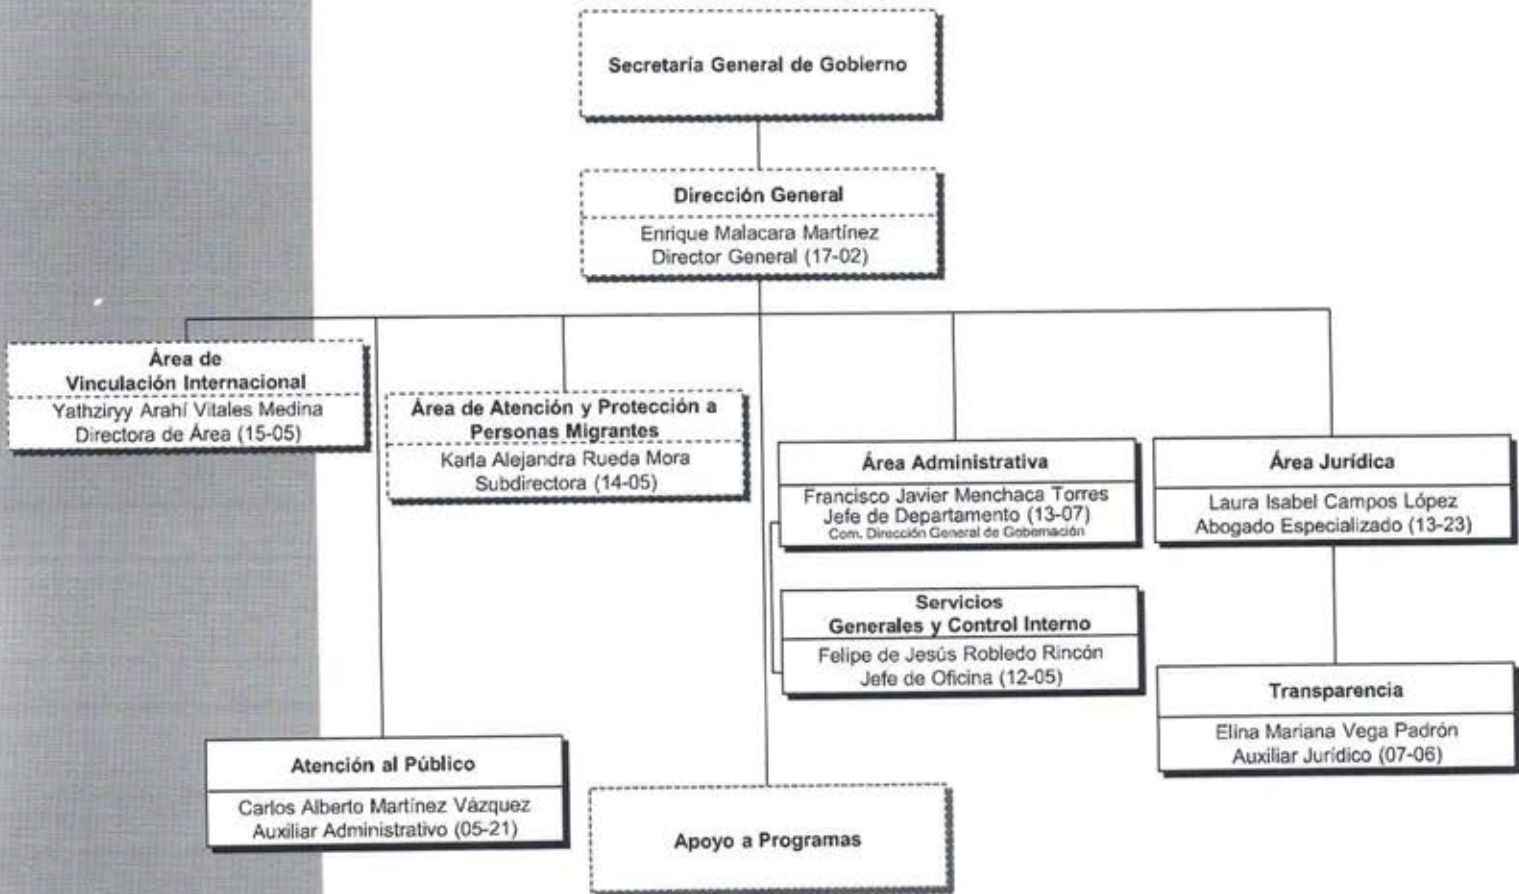 Secretaría General de Gobierno
Dirección General
Enrique Malacara Martínez
Director General (17-02)
Área de
Vinculación Internacional
Yathziryy Arahí Vitales Medina
Directora de Área (15-05)
Área de Atención y Protección a
Personas Migrantes
Karla Alejandra Rueda Mora
Subdirectora (14-05)
Área Administrativa
Francisco Javier Menchaca Torres
Jefe de Departamento (13-07)
Com. Dirección General de Gobernación
Área Jurídica
Laura Isabel Campos López
Abogado Especializado (13-23)
Servicios
Generales y Control Interno
Felipe de Jesús Robledo Rincón
Jefe de Oficina (12-05)
Transparencia
Elina Mariana Vega Padrón
Auxiliar Jurídico (07-06)
Atención al Público
Carlos Alberto Martínez Vázquez
Auxiliar Administrativo (05-21)
Apoyo a Programas